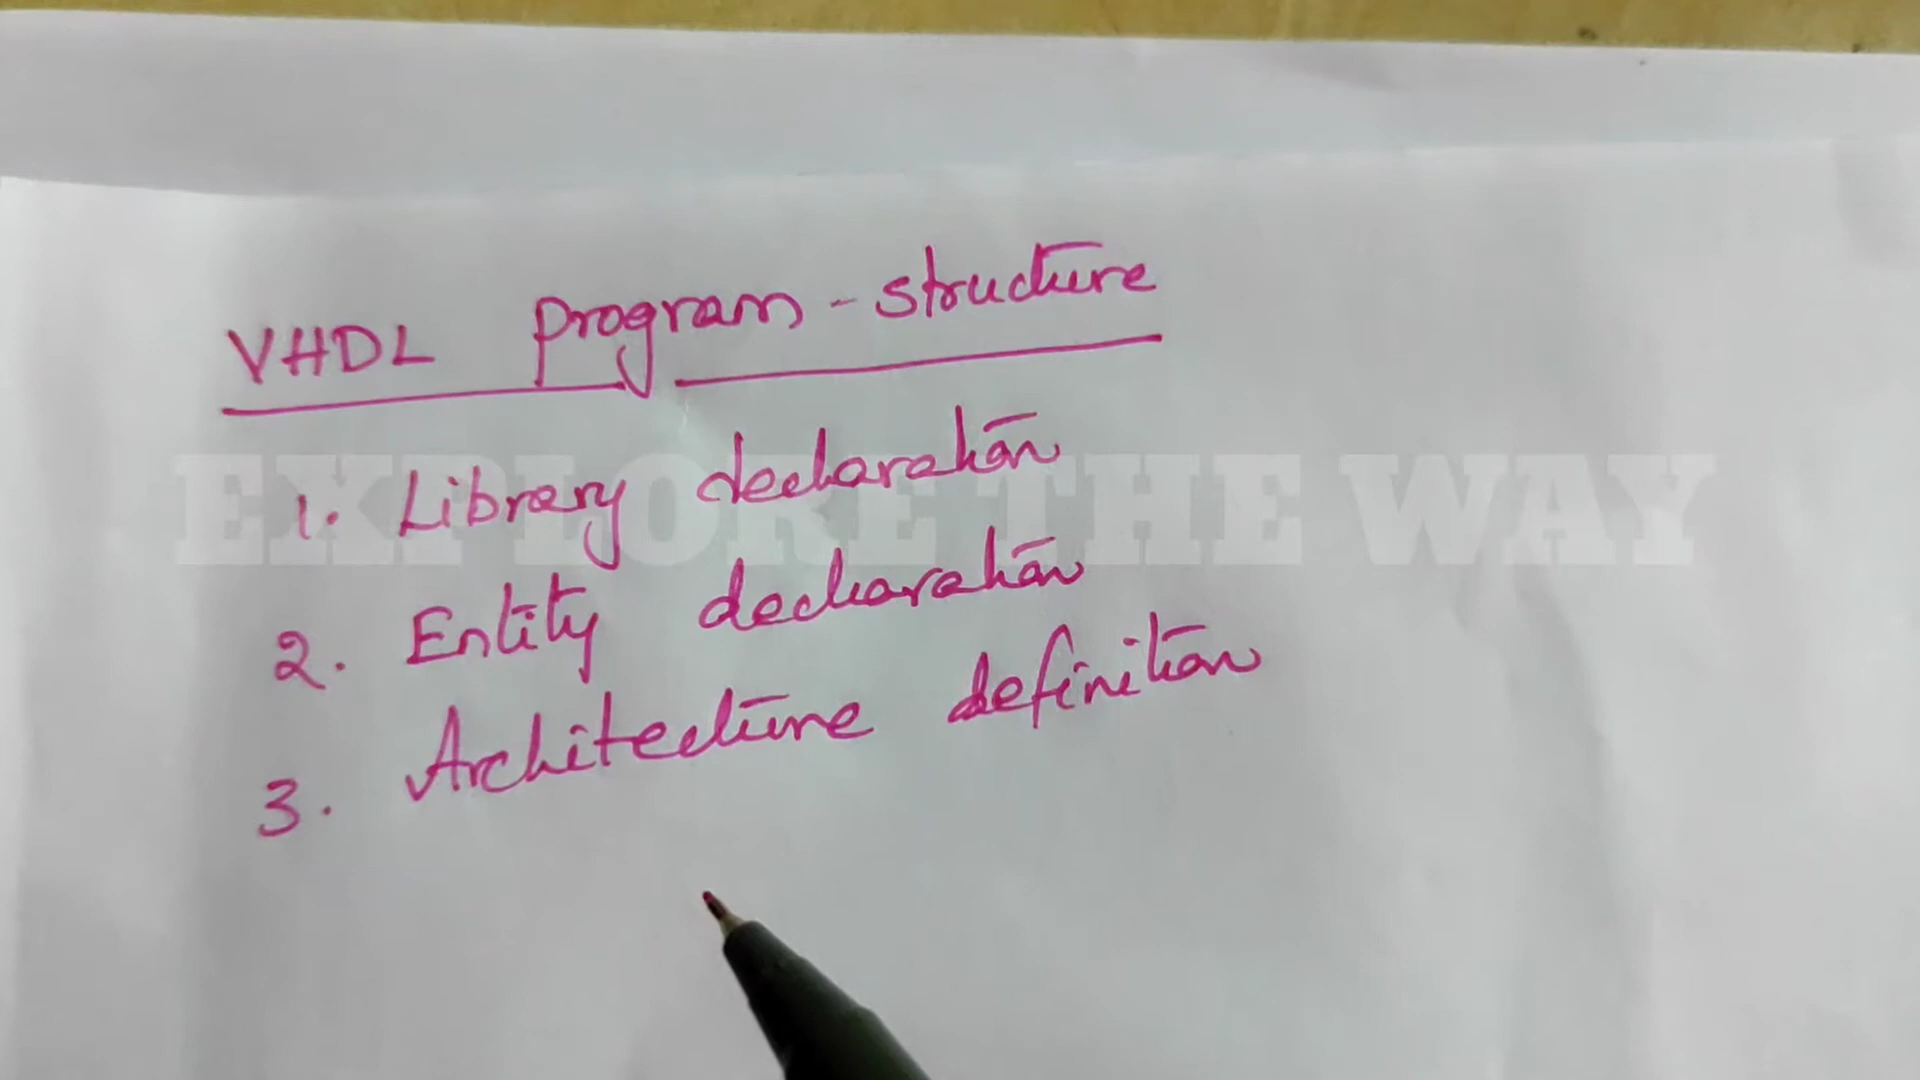 VHDL Program - structure
EXPLORE THE WAY
1. Library declaration
2. Entity declaration
3. Architecture definition